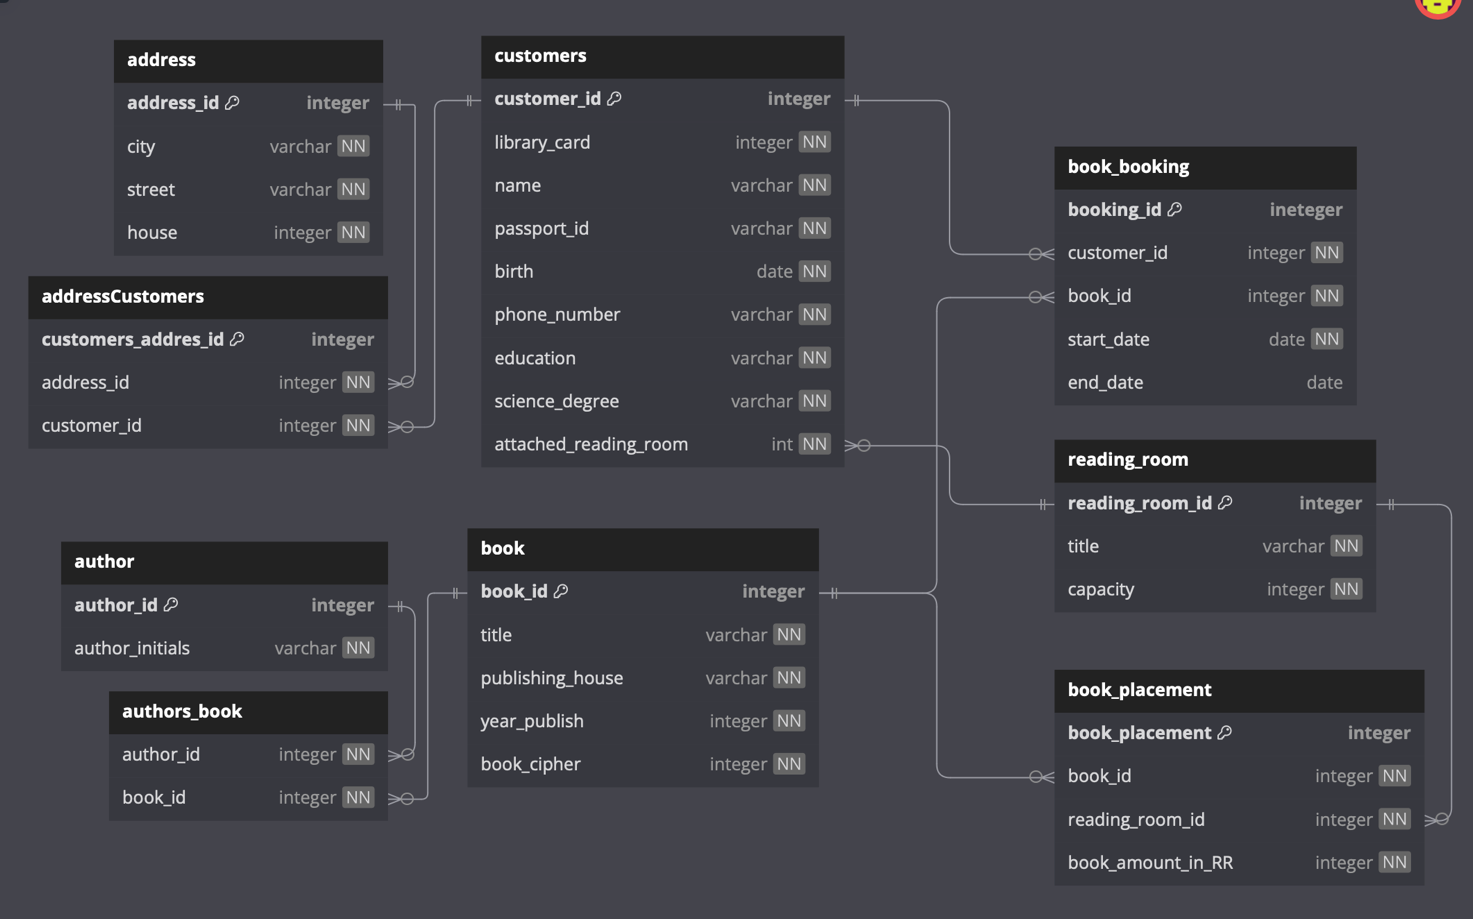 address
address_id integer
city varchar NN
street varchar NN
house integer NN
addressCustomers
customers_addres_id integer
address_id integer NN
customer_id integer NN
customers
customer_id integer
library_card integer NN
name varchar NN
passport_id varchar NN
birth date NN
phone_number varchar NN
education varchar NN
science_degree varchar NN
attached_reading_room int NN
book_booking
booking_id ineteger
customer_id integer NN
book_id integer NN
start_date date NN
end_date date
reading_room
reading_room_id integer
title varchar NN
capacity integer NN
author
author_id integer
author_initials varchar NN
authors_book
author_id integer NN
book_id integer NN
book
book_id integer
title varchar NN
publishing_house varchar NN
year_publish integer NN
book_cipher integer NN
book_placement
book_placement integer
book_id integer NN
reading_room_id integer NN
book_amount_in_RR integer NN